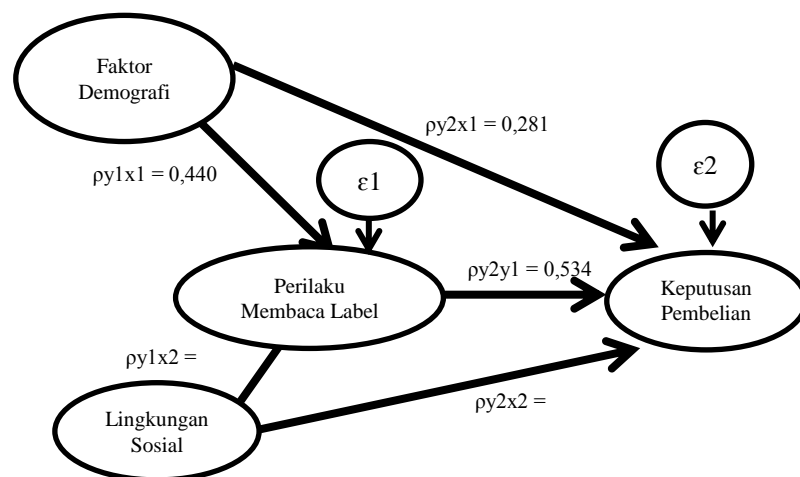 Faktor
Demografi
ρy2x1 = 0,281
ρy1x1 = 0,440
ε1
ε2
Perilaku
Membaca Label
ρy2y1 = 0,534
Keputusan
Pembelian
ρy1x2 =
Lingkungan
Sosial
ρy2x2 =